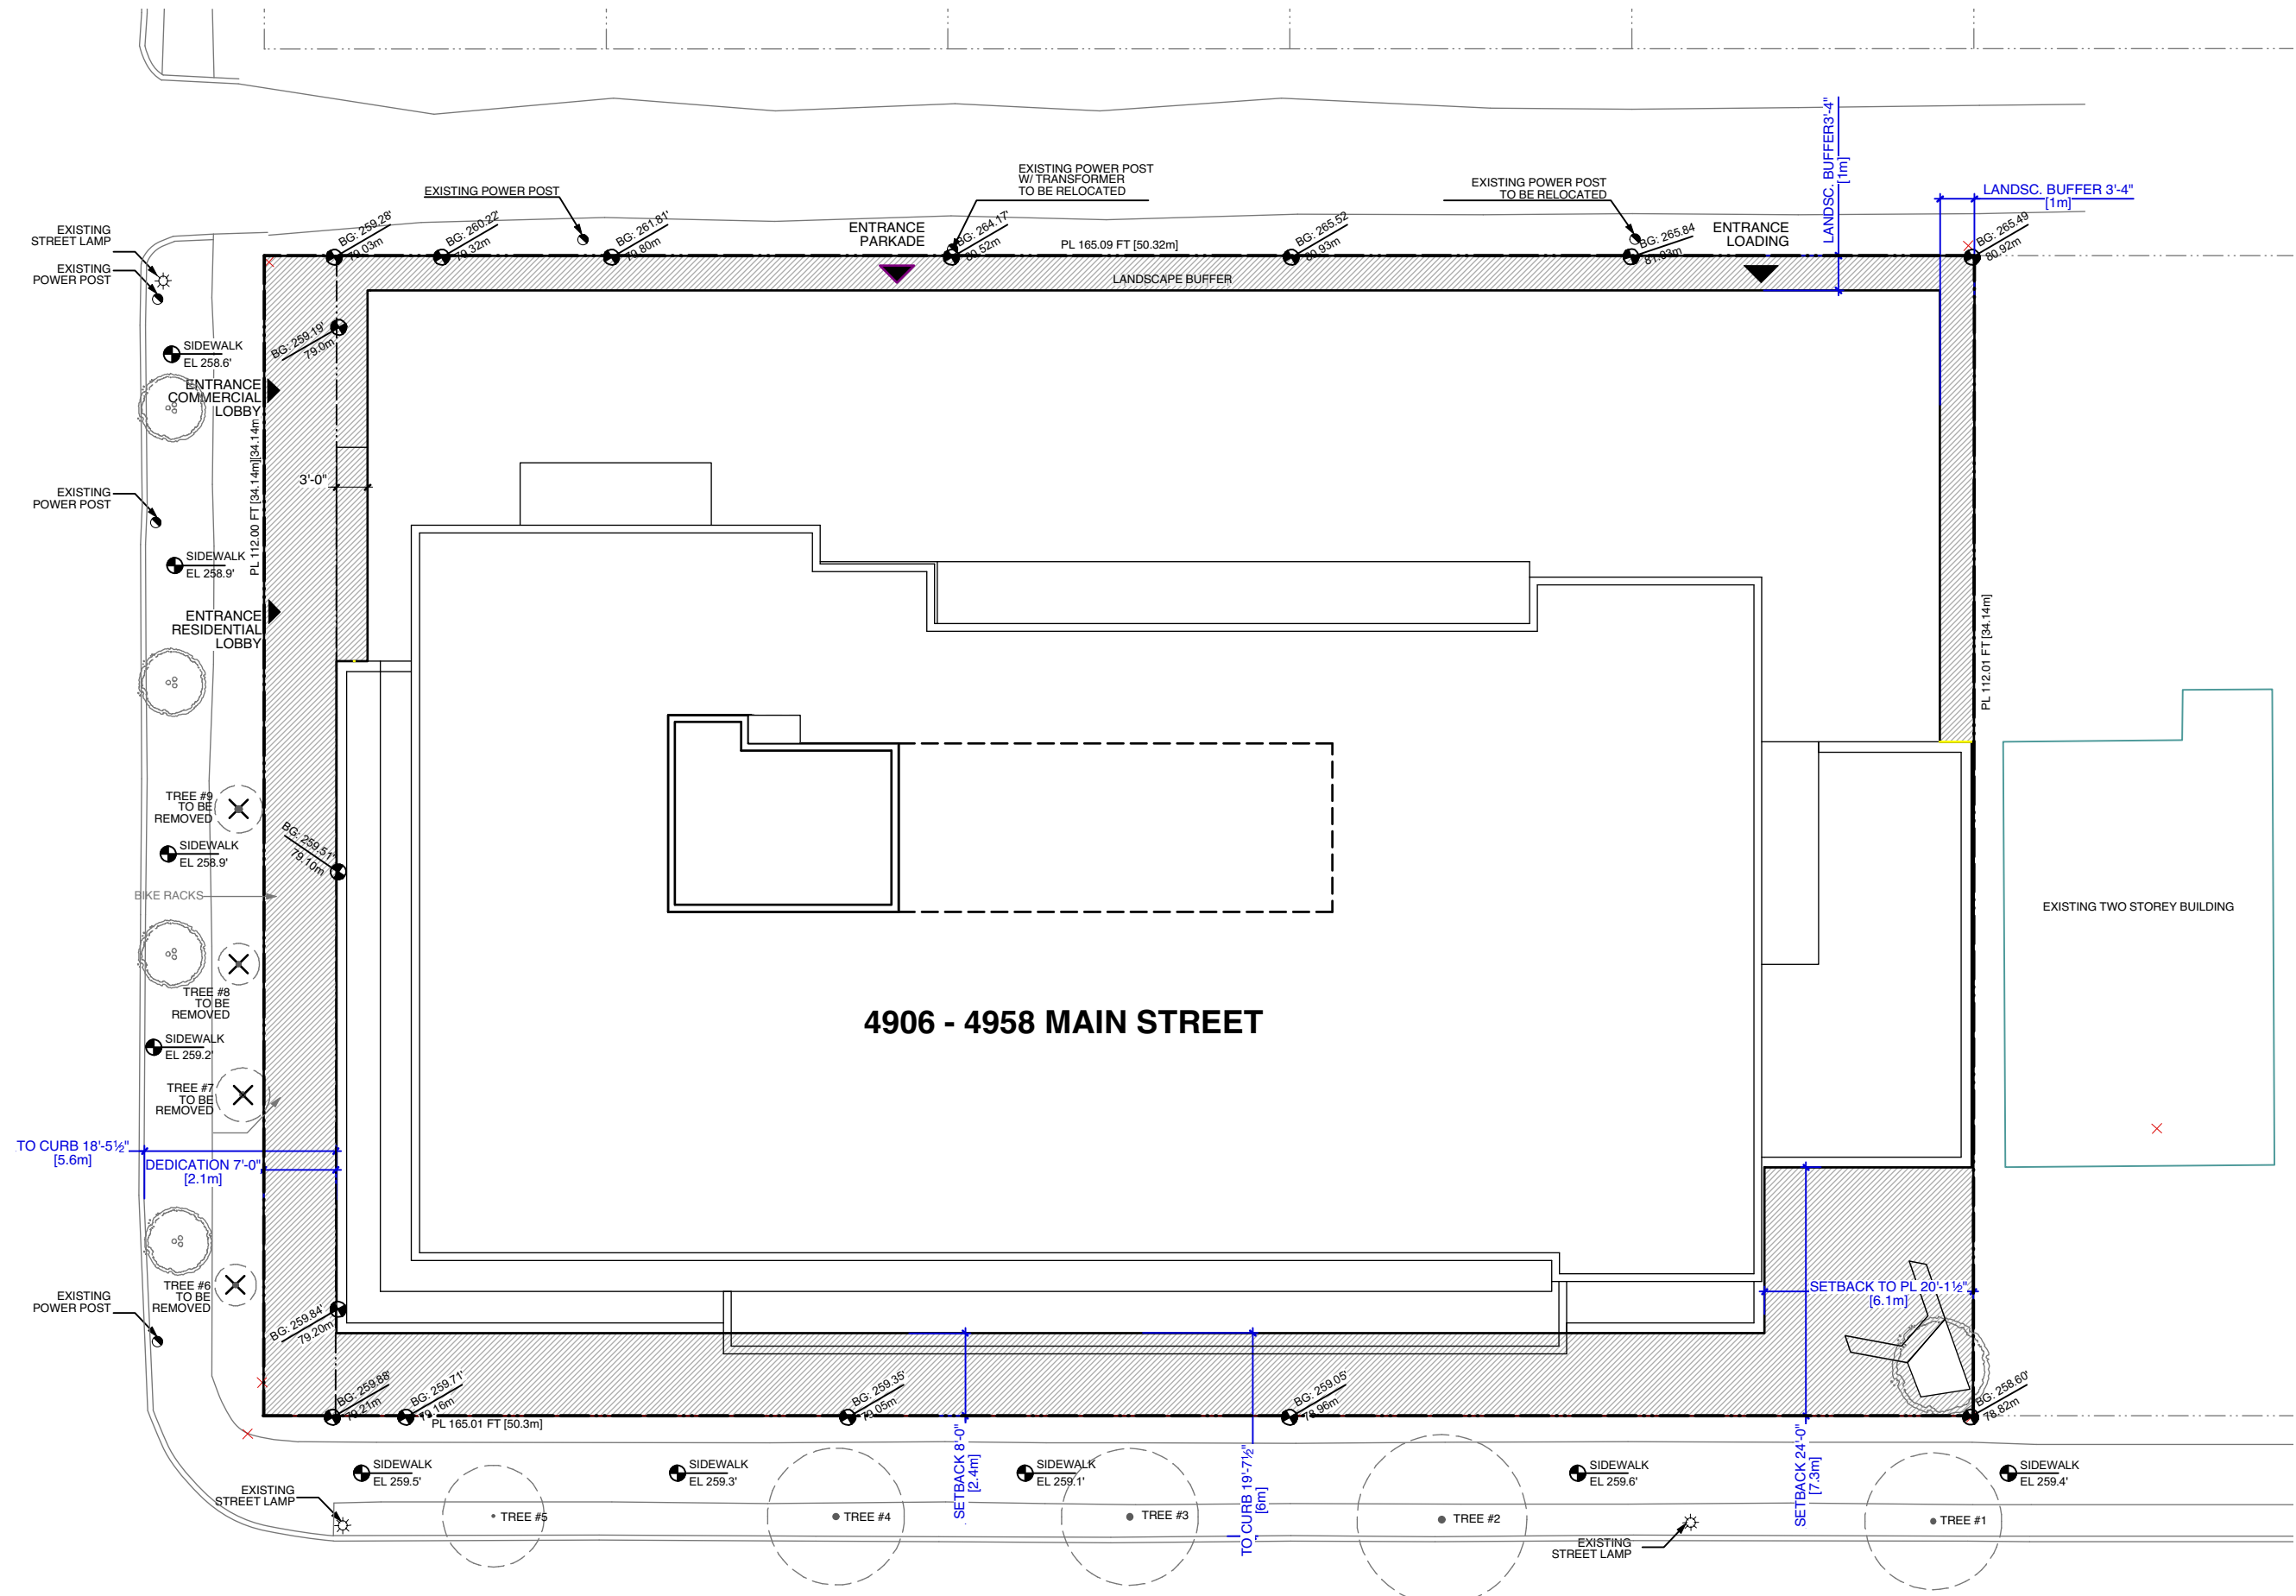 LANDSC. BUFFER3'-4"
[1m]
LANDSC. BUFFER 3'-4"
[1m]
EXISTING POWER POST
W/ TRANSFORMER
TO BE RELOCATED
EXISTING POWER POST
EXISTING POWER POST
TO BE RELOCATED
EXISTING
STREET LAMP
EXISTING
POWER POST
BG: 259.28'
79.03m
BG: 260.22'
79.32m
BG: 261.81'
79.80m
ENTRANCE
PARKADE
BG: 264.17'
80.52m
PL 165.09 FT [50.32m]
BG: 265.52
80.93m
BG: 265.84
81.03m
ENTRANCE
LOADING
BG: 265.49
80.92m
LANDSCAPE BUFFER
BG: 259.19'
79.0m
SIDEWALK
EL 258.6'
ENTRANCE
COMMERCIAL
LOBBY
PL 112.00 FT [34.14m][34.14m
3'-0"
EXISTING
POWER POST
SIDEWALK
EL 258.9'
ENTRANCE
RESIDENTIAL
LOBBY
PL 112.01 FT [34.14m]
TREE #9
TO BE
REMOVED
BG: 259.51'
79.10m
SIDEWALK
EL 258.9'
BIKE RACKS
EXISTING TWO STOREY BUILDING
TREE #8
TO BE
REMOVED
4906 - 4958 MAIN STREET
SIDEWALK
EL 259.2'
TREE #7
TO BE
REMOVED
TO CURB 18'-5½"
[5.6m]
DEDICATION 7'-0"
[2.1m]
TREE #6
TO BE
REMOVED
EXISTING
POWER POST
SETBACK TO PL 20'-1½"
[6.1m]
BG: 259.84'
79.20m
BG: 259.88'
79.21m
BG: 259.71'
79.16m
PL 165.01 FT [50.3m]
BG: 259.35'
79.05m
BG: 259.05'
78.96m
BG: 258.60'
78.82m
SETBACK 8'-0"
[2.4m]
TO CURB 19'-7½"
[6m]
SETBACK 24'-0"
[7.3m]
SIDEWALK
EL 259.5'
SIDEWALK
EL 259.3'
SIDEWALK
EL 259.1'
SIDEWALK
EL 259.6'
SIDEWALK
EL 259.4'
EXISTING
STREET LAMP
TREE #5
TREE #4
TREE #3
TREE #2
TREE #1
EXISTING
STREET LAMP